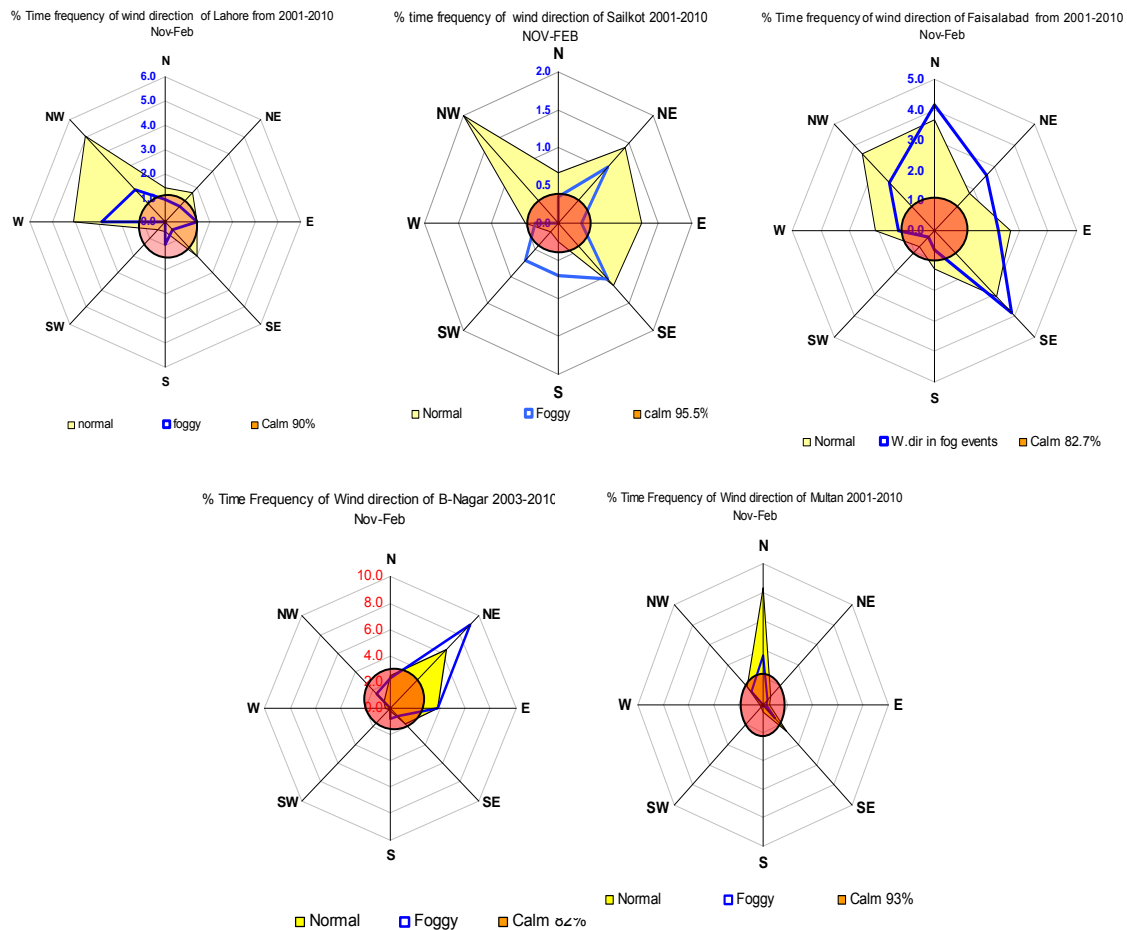 % Time frequency of wind direction of Lahore from 2001-2010
Nov-Feb
N
6.0
5.0
4.0
3.0
2.0
1.0
0.0
NW
NE
W
E
SW
SE
S
normal
foggy
Calm 90%
% time frequency of wind direction of Sailkot 2001-2010
NOV-FEB
N
2.0
1.5
1.0
0.5
0.0
NW
NE
W
E
SW
SE
S
Normal
Foggy
calm 95.5%
% Time frequency of wind direction of Faisalabad from 2001-2010
Nov-Feb
N
5.0
4.0
3.0
2.0
1.0
0.0
NW
NE
W
E
SW
SE
S
Normal
W.dir in fog events
Calm 82.7%
% Time Frequency of Wind direction of B-Nagar 2003-2010
Nov-Feb
N
10.0
8.0
6.0
4.0
2.0
0.0
NW
NE
W
E
SW
SE
S
Normal
Foggy
Calm 82%
% Time Frequency of Wind direction of Multan 2001-2010
Nov-Feb
N
NW
NE
W
E
SW
SE
S
Normal
Foggy
Calm 93%